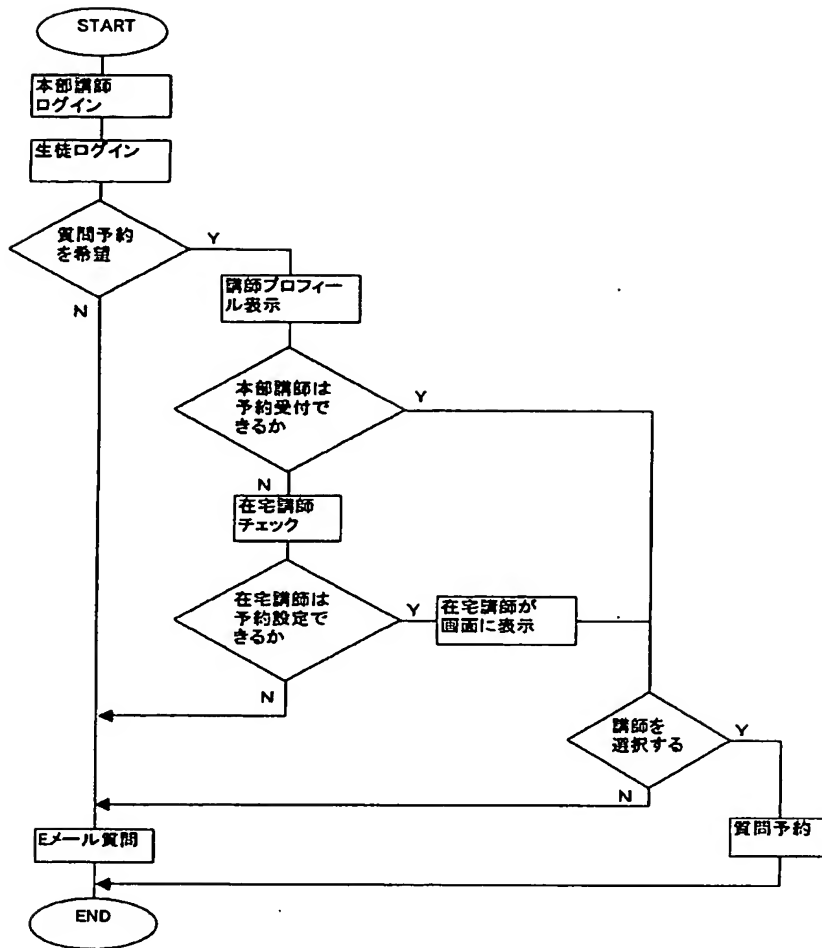 START
本部講師
ログイン
生徒ログイン
質問予約
を希望
Y
N
講師プロフィー
ル表示
本部講師は
予約受付で
きるか
Y
N
在宅講師
チェック
在宅講師は
予約設定で
きるか
Y
在宅講師が
画面に表示
N
講師を
選択する
Y
N
Eメール質問
質問予約
END